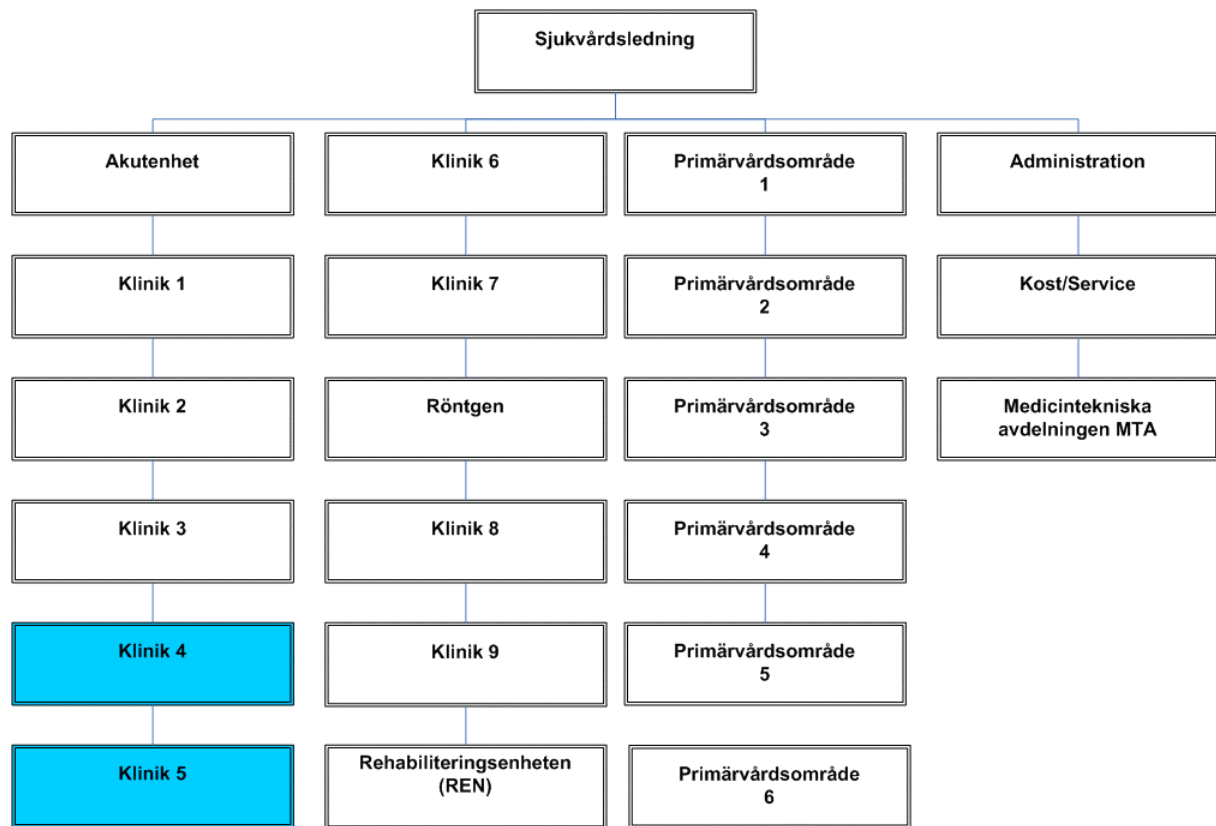 Sjukvårdsledning
Akutenhet
Klinik 6
Primärvårdsområde
1
Administration
Klinik 1
Klinik 7
Primärvårdsområde
2
Kost/Service
Klinik 2
Röntgen
Primärvårdsområde
3
Medicintekniska
avdelningen MTA
Klinik 3
Klinik 8
Primärvårdsområde
4
Klinik 4
Klinik 9
Primärvårdsområde
5
Klinik 5
Rehabiliteringsenheten
(REN)
Primärvårdsområde
6